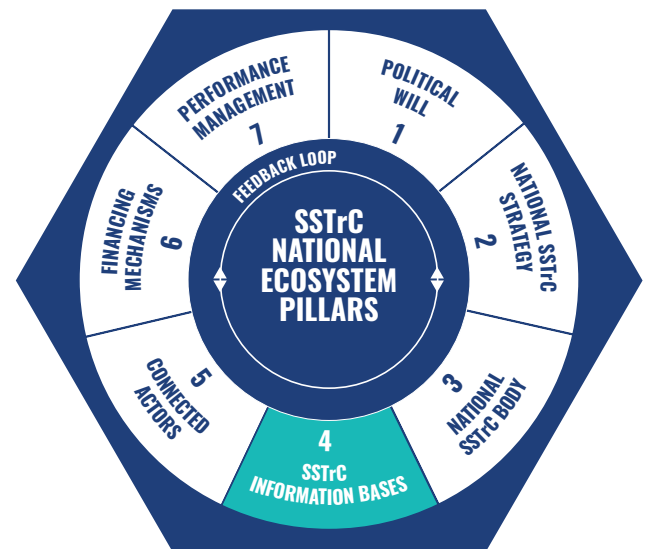 FEEDBACK LOOP
SSTrC
NATIONAL
ECOSYSTEM
PILLARS
POLITICAL
WILL
1
NATIONAL SSTrC
STRATEGY
2
3
NATIONAL
SSTrC BODY
4
SSTrC
INFORMATION BASES
5
CONNECTED
ACTORS
FINANCING
MECHANISMS
6
PERFORMANCE
MANAGEMENT
7